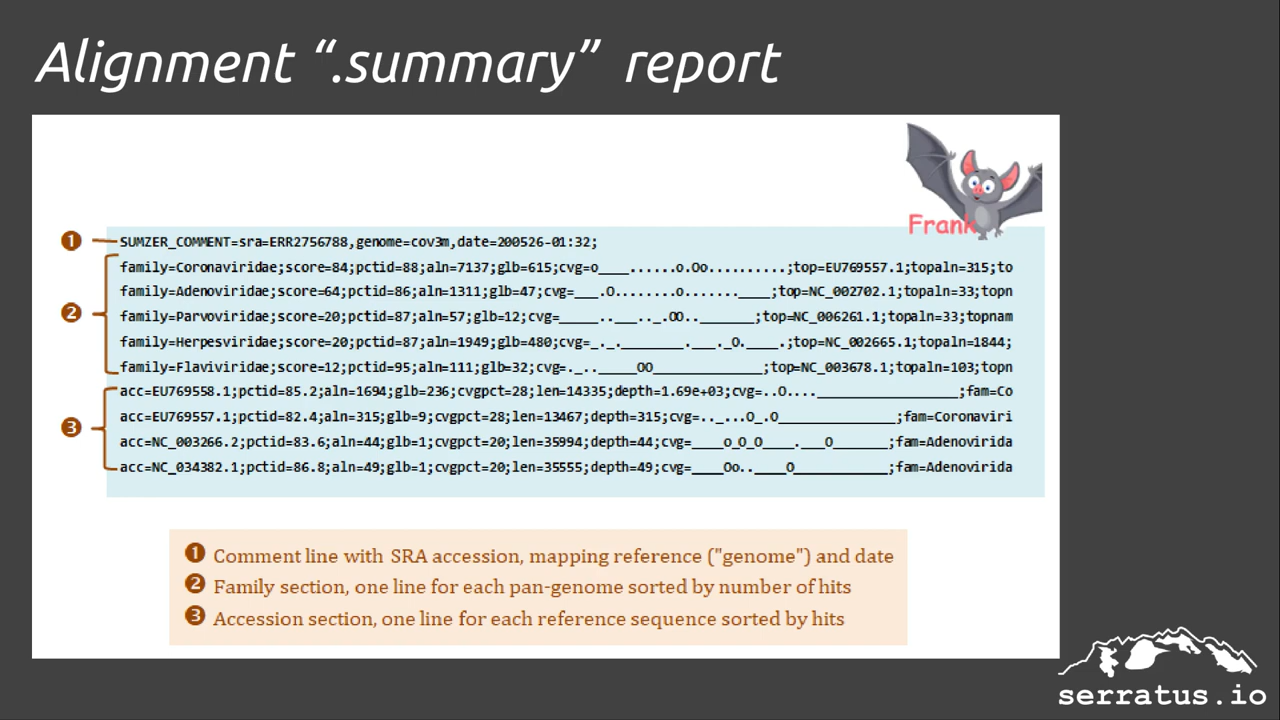 Alignment “.summary” report
Frank
❶ SUMZER_COMMENT=sra=ERR2756788,genome=cov3m,date=200526-01:32;
family=Coronaviridae;score=84;pctid=88;aln=7137;glb=615;cvg=o____......o.Oo..........;top=EU769557.1;topaln=315;to
family=Adenoviridae;score=64;pctid=86;aln=1311;glb=47;cvg=___.O........o.......____;top=NC_002702.1;topaln=33;topn
❷ family=Parvoviridae;score=20;pctid=87;aln=57;glb=12;cvg=_____..___.._.OO.._______;top=NC_006261.1;topaln=33;topnam
family=Herpesviridae;score=20;pctid=87;aln=1949;glb=480;cvg=_._.________.___._O.____.;top=NC_002665.1;topaln=1844;
family=Flaviviridae;score=12;pctid=95;aln=111;glb=32;cvg=._.._____OO______________;top=NC_003678.1;topaln=103;topn
acc=EU769558.1;pctid=85.2;aln=1694;glb=236;cvgpct=28;len=14335;depth=1.69e+03;cvg=..O....__________________;fam=Co
❸ acc=EU769557.1;pctid=82.4;aln=315;glb=9;cvgpct=28;len=13467;depth=315;cvg=.._...O_.O_______________;fam=Coronaviri
acc=NC_003266.2;pctid=83.6;aln=44;glb=1;cvgpct=20;len=35994;depth=44;cvg=____o_O_O____.___O_______;fam=Adenovirida
acc=NC_034382.1;pctid=86.8;aln=49;glb=1;cvgpct=20;len=35555;depth=49;cvg=____Oo..____O____________;fam=Adenovirida
❶ Comment line with SRA accession, mapping reference ("genome") and date
❷ Family section, one line for each pan-genome sorted by number of hits
❸ Accession section, one line for each reference sequence sorted by hits
serratus.io